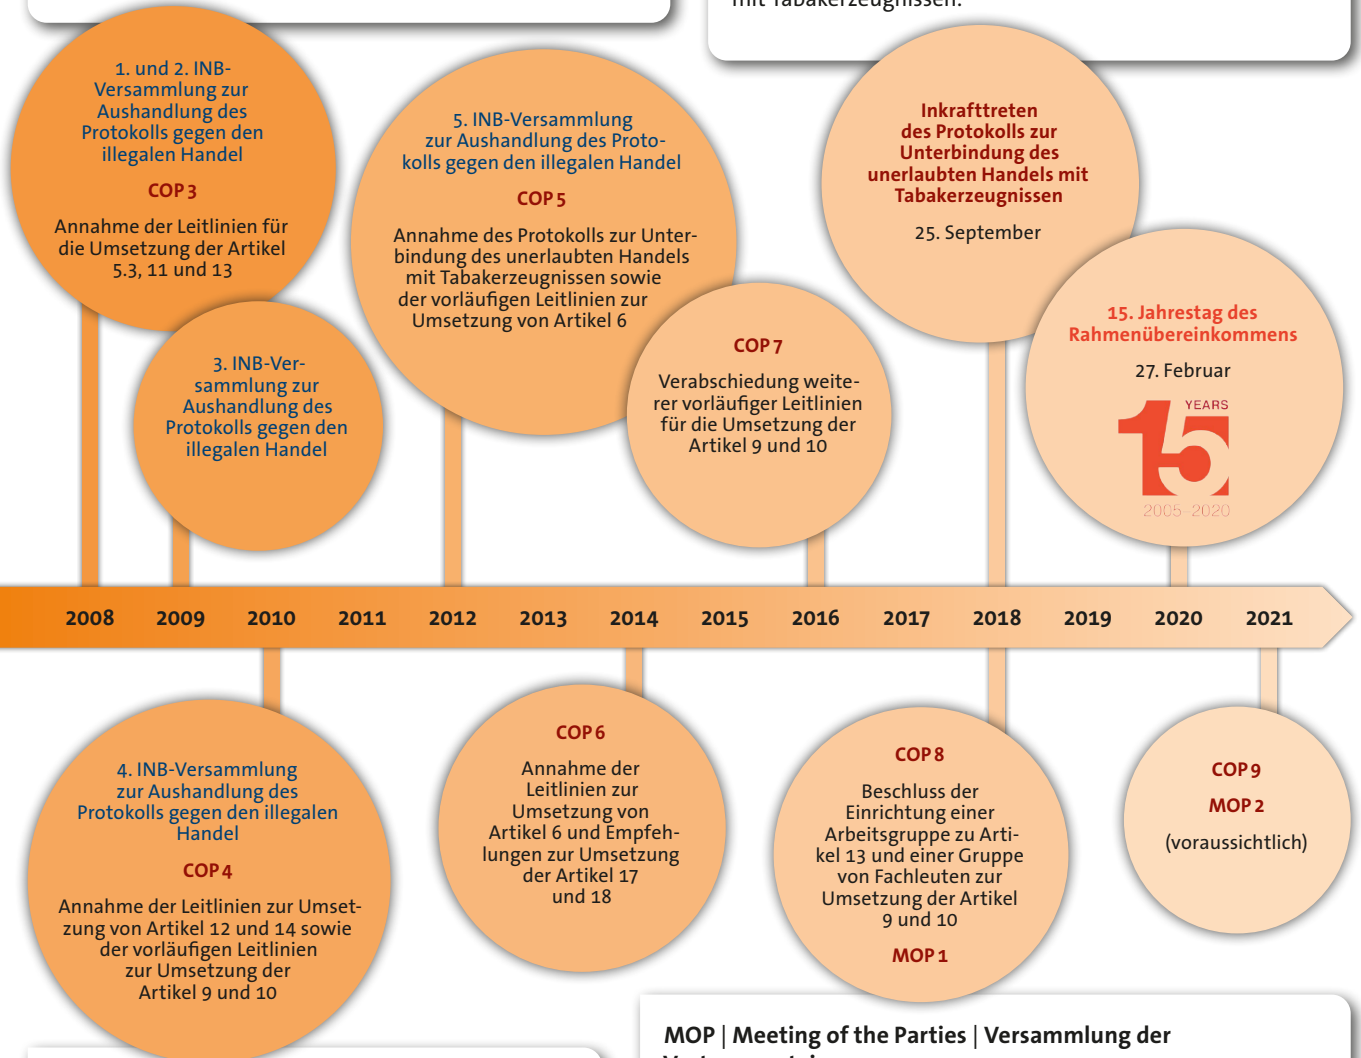 mit Tabakerzeugnissen.
1. und 2. INB-
Versammlung zur
Aushandlung des
Protokolls gegen den
illegalen Handel
COP 3
Annahme der Leitlinien für
die Umsetzung der Artikel
5.3, 11 und 13
3. INB-Ver-
sammlung zur
Aushandlung des
Protokolls gegen den
illegalen Handel
5. INB-Versammlung
zur Aushandlung des Proto-
kolls gegen den illegalen Handel
COP 5
Annahme des Protokolls zur Unter-
bindung des unerlaubten Handels
mit Tabakerzeugnissen sowie
der vorläufigen Leitlinien zur
Umsetzung von Artikel 6
COP 7
Verabschiedung weite-
rer vorläufiger Leitlinien
für die Umsetzung der
Artikel 9 und 10
Inkrafttreten
des Protokolls zur
Unterbindung des
unerlaubten Handels mit
Tabakerzeugnissen
25. September
15. Jahrestag des
Rahmenübereinkommens
27. Februar
YEARS
15
2005-2020
2008 2009 2010 2011 2012 2013 2014 2015 2016 2017 2018 2019 2020 2021
4. INB-Versammlung
zur Aushandlung des
Protokolls gegen den illegalen
Handel
COP 4
Annahme der Leitlinien zur Umset-
zung von Artikel 12 und 14 sowie
der vorläufigen Leitlinien
zur Umsetzung der
Artikel 9 und 10
COP 6
Annahme der
Leitlinien zur
Umsetzung von
Artikel 6 und Empfeh-
lungen zur Umsetzung
der Artikel 17
und 18
COP 8
Beschluss der
Einrichtung einer
Arbeitsgruppe zu Arti-
kel 13 und einer Gruppe
von Fachleuten zur
Umsetzung der Artikel
9 und 10
MOP 1
COP 9
MOP 2
(voraussichtlich)
MOP | Meeting of the Parties | Versammlung der